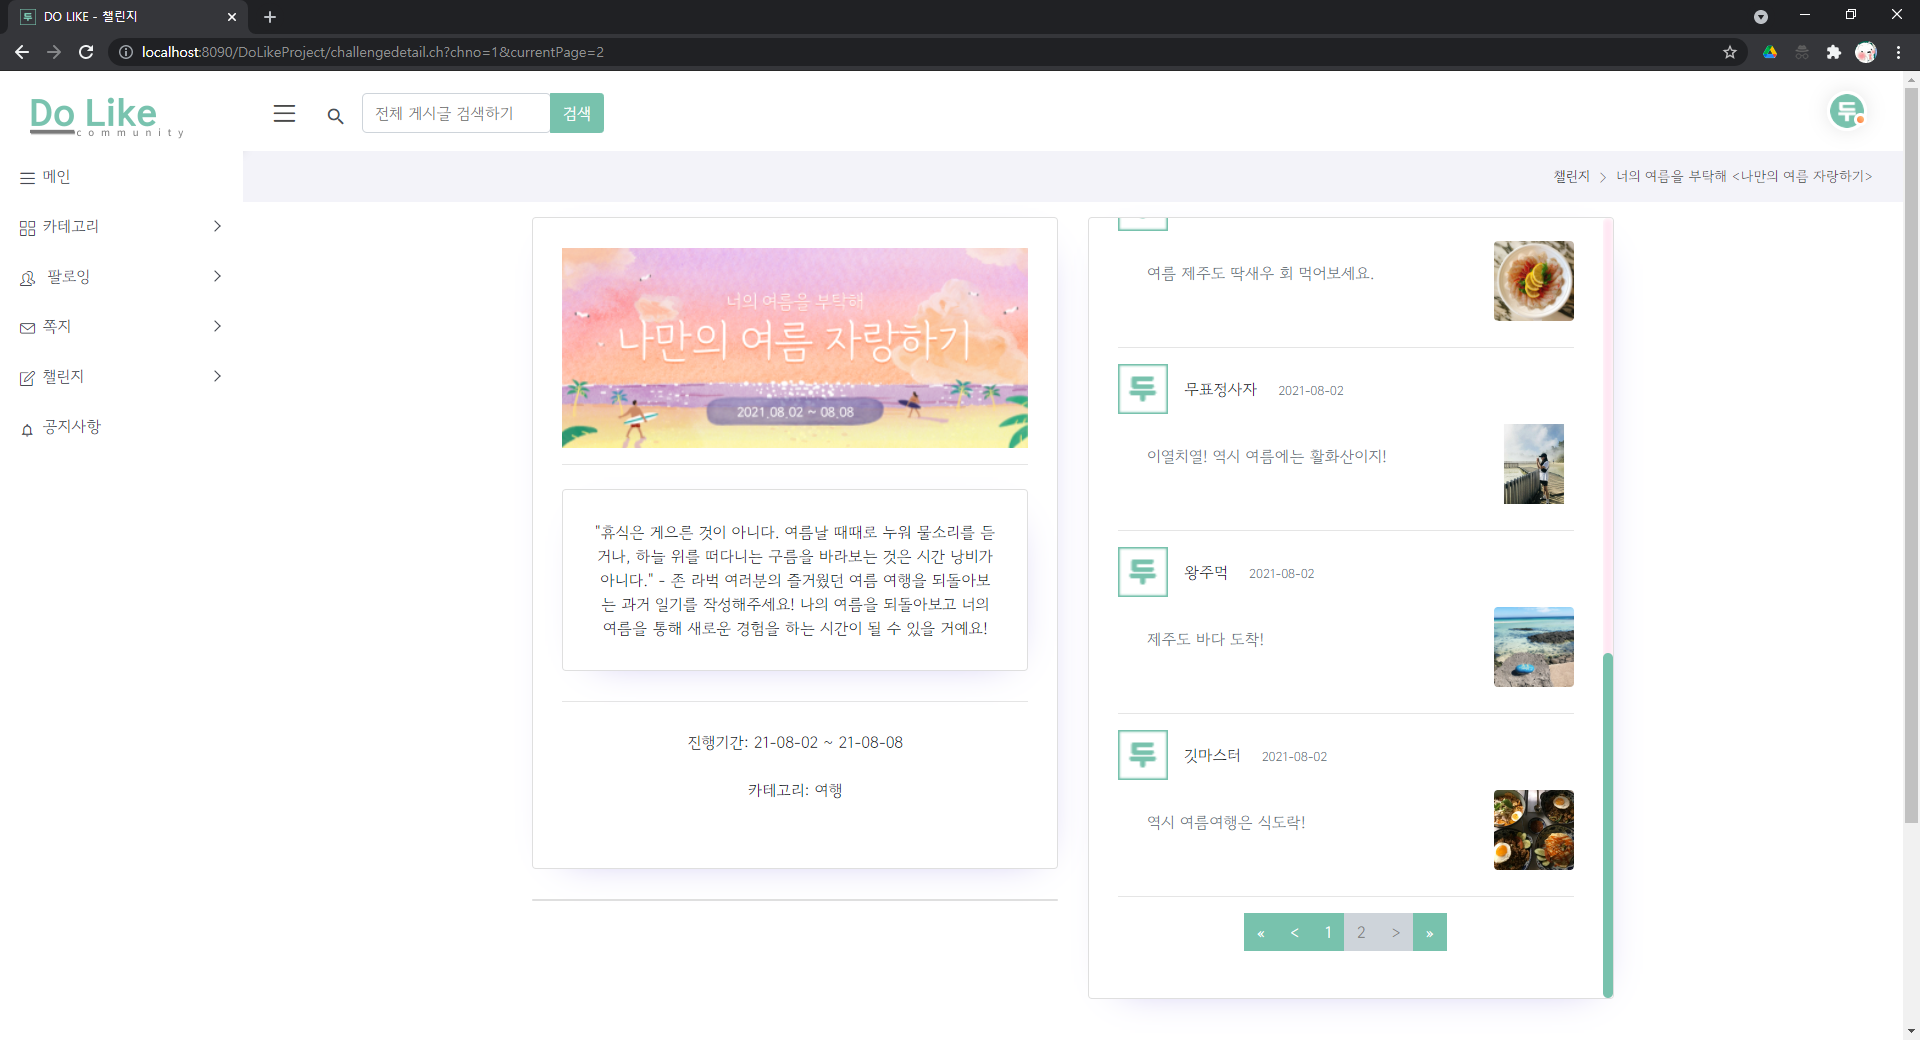 두 DO LIKE - 챌린지
localhost:8090/DoLikeProject/challengedetail.ch?chno=1&currentPage=2
Do Like
community
전체 게시글 검색하기 검색
두
메인
카테고리
팔로잉
쪽지
챌린지
공지사항
챌린지 > 너의 여름을 부탁해 <나만의 여름 자랑하기>
너의 여름을 부탁해
나만의 여름 자랑하기
2021.08.02 ~ 08.08
"휴식은 게으른 것이 아니다. 여름날 때때로 누워 물소리를 듣
거나, 하늘 위를 떠다니는 구름을 바라보는 것은 시간 낭비가
아니다." - 존 라벅 여러분의 즐거웠던 여름 여행을 되돌아보
는 과거 일기를 작성해주세요! 나의 여름을 되돌아보고 너의
여름을 통해 새로운 경험을 하는 시간이 될 수 있을 거예요!
진행기간: 21-08-02 ~ 21-08-08
카테고리: 여행
여름 제주도 딱새우 회 먹어보세요.
두 무표정사자 2021-08-02
이열치열! 역시 여름에는 활화산이지!
두 왕주먹 2021-08-02
제주도 바다 도착!
두 깃마스터 2021-08-02
역시 여름여행은 식도락!
« < 1 2 > »